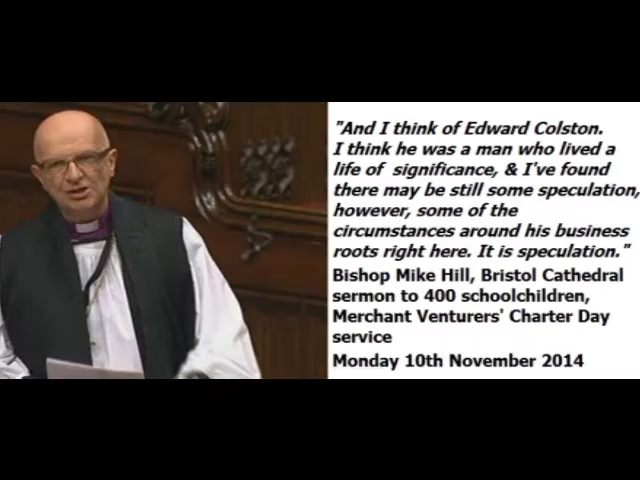 "And I think of Edward Colston.
I think he was a man who lived a
life of  significance, & I've found
there may be still some speculation,
however, some of the
circumstances around his business
roots right here. It is speculation."
Bishop Mike Hill, Bristol Cathedral
sermon to 400 schoolchildren,
Merchant Venturers' Charter Day
service
Monday 10th November 2014